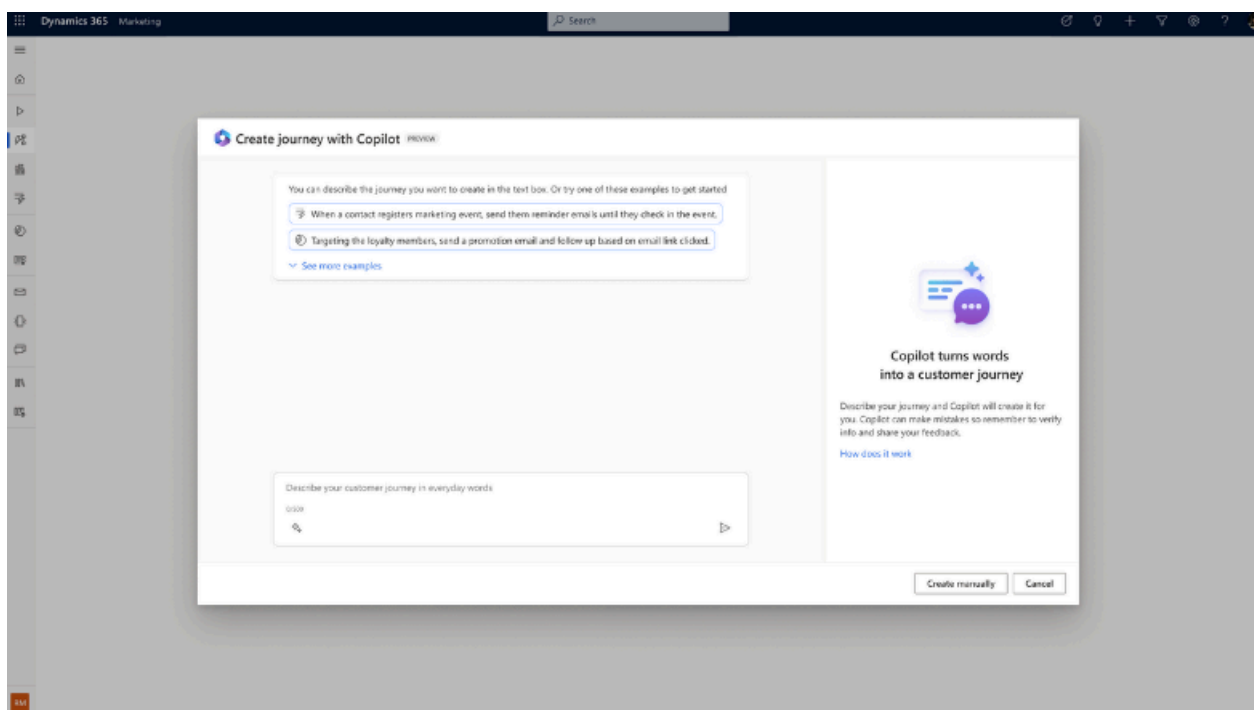 Dynamics 365 Marketing
Search
Create journey with Copilot PREVIEW
You can describe the journey you want to create in the text box. Or try one of these examples to get started
When a contact registers marketing event, send them reminder emails until they check in the event.
Targeting the loyalty members, send a promotion email and follow up based on email link clicked.
See more examples
Copilot turns words
into a customer journey
Describe your journey and Copilot will create it for
you. Copilot can make mistakes so remember to verify
info and share your feedback.
How does it work
Describe your customer journey in everyday words
0/500
Create manually
Cancel
RM